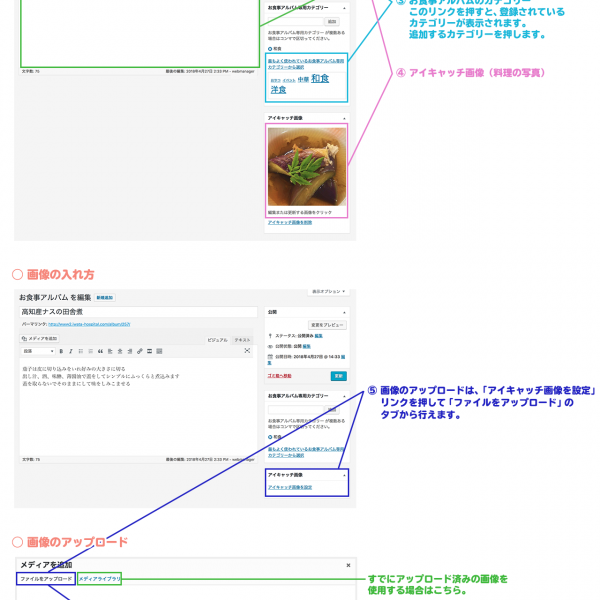 お食事アルバム専用カテゴリー
追加
お食事アルバム専用カテゴリー が複数ある
場合はコンマで区切ってください。
和食
最もよく使われているお食事アルバム専用
カテゴリーから選択
イベント 中華 和食
洋食
文字数: 76
最後の編集: 2018年4月27日 2:33 PM - webmanager
③ お食事アルバムのカテゴリー
このリンクを押すと、登録されている
カテゴリーが表示されます。
追加するカテゴリーを押します。
④ アイキャッチ画像（料理の写真）
アイキャッチ画像
編集または更新する画像をクリック
アイキャッチ画像を削除
○ 画像の入れ方
表示オプション
お食事アルバム を編集 新規追加
高知産ナスの田舎煮
パーマリンク:
メディアを追加
ビジュアル テキスト
段落
茄子は皮に切り込みをいれ好みの大きさに切る
出し汁、酒、味醂、薄醤油で蓋をしてシンプルにふっくらと煮込みます
蓋を取らないでそのままにして味をしみこませる
文字数: 76
最後の編集: 2018年4月27日 2:33 PM - webmanager
公開
変更をプレビュー
ステータス: 公開済み 編集
公開状態: 公開 編集
公開日時: 2018年4月27日 @ 14:33 編
集
ゴミ箱へ移動
更新
お食事アルバム専用カテゴリー
追加
お食事アルバム専用カテゴリー が複数ある
場合はコンマで区切ってください。
和食
最もよく使われているお食事アルバム専用
カテゴリーから選択
アイキャッチ画像
アイキャッチ画像を設定
⑤ 画像のアップロードは、「アイキャッチ画像を設定」
リンクを押して「ファイルをアップロード」の
タブから行えます。
○ 画像のアップロード
メディアを追加
ファイルをアップロード メディアライブラリ
すでにアップロード済みの画像を
使用する場合はこちら。